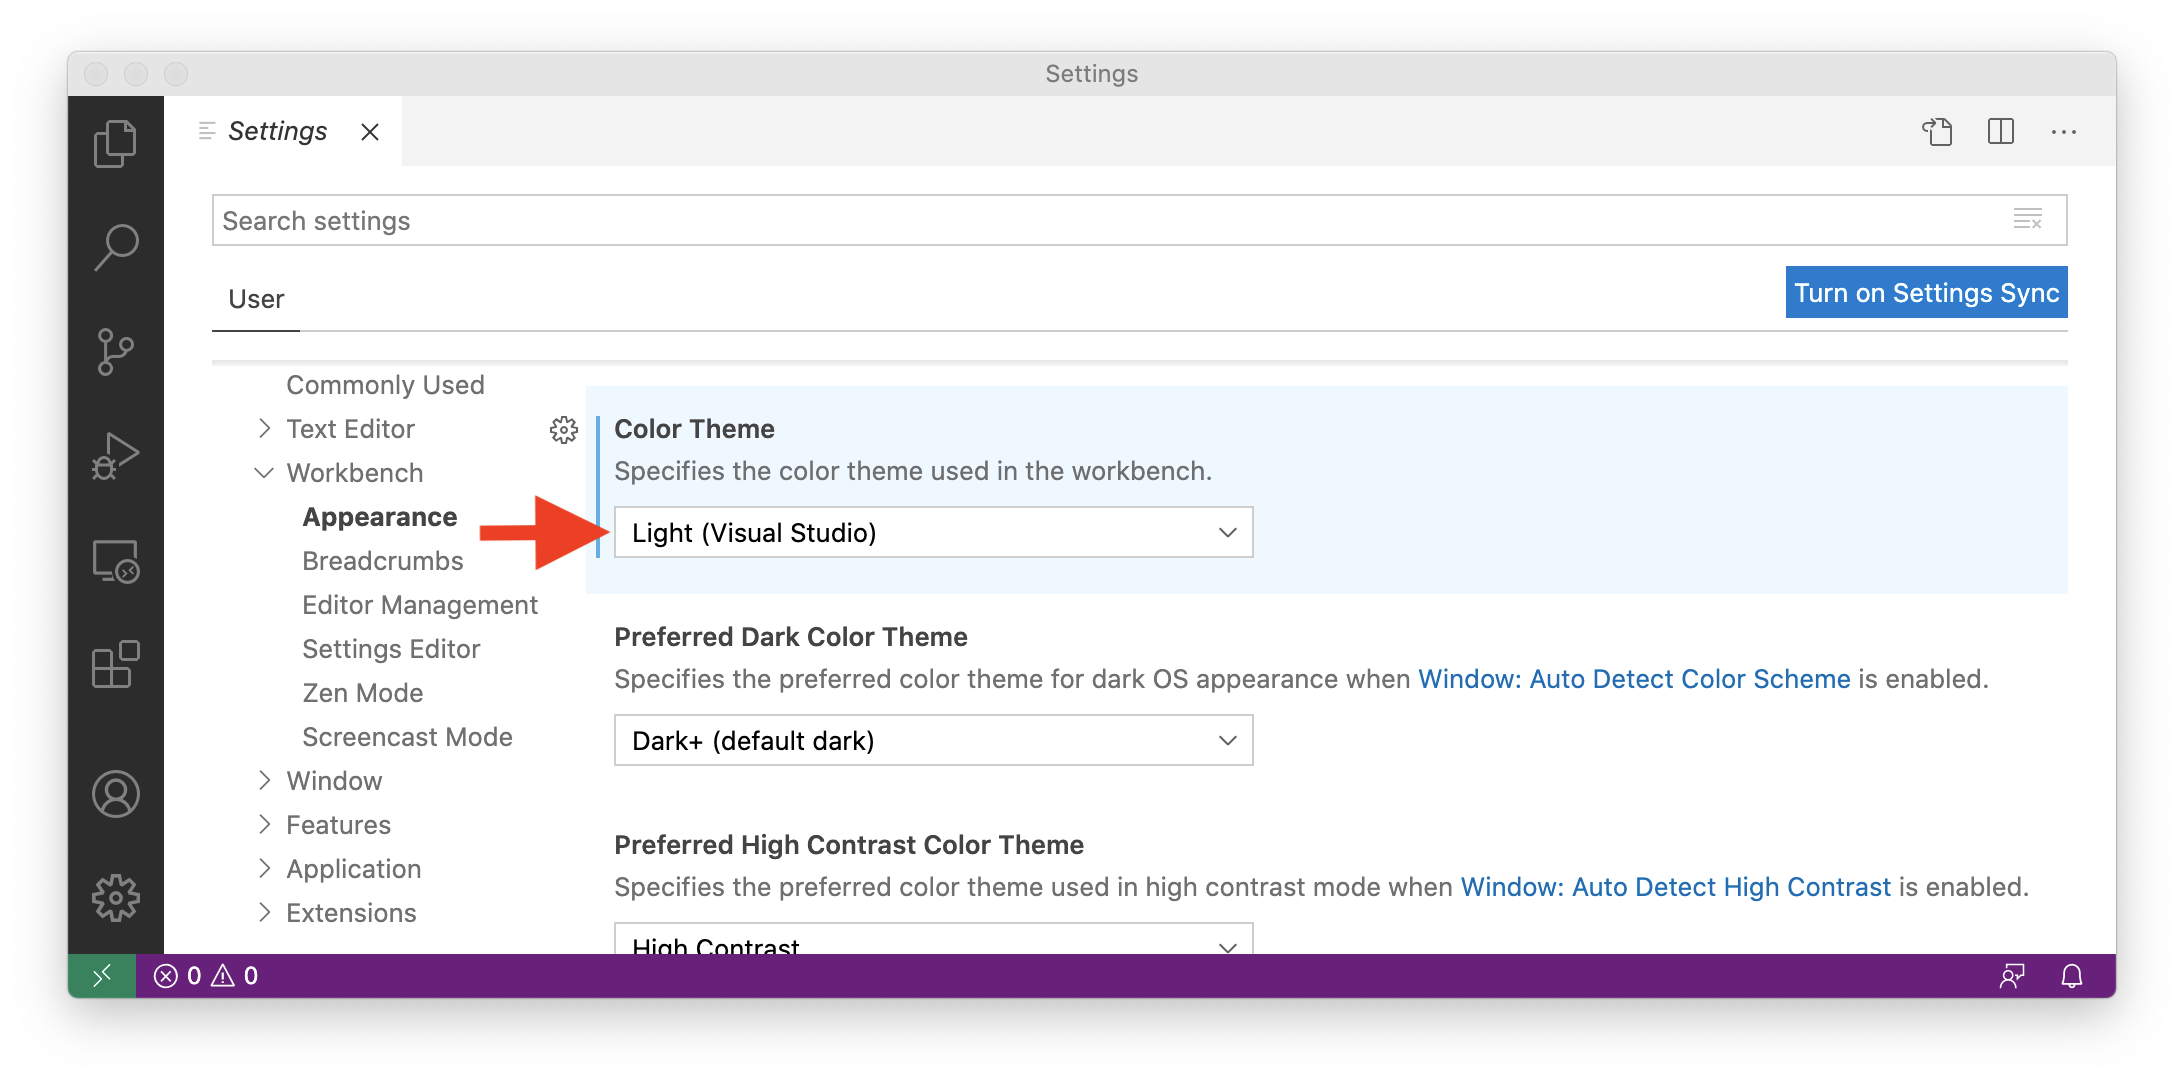 Settings
Settings
Search settings
User
Turn on Settings Sync
Commonly Used
Text Editor
Workbench
Appearance
Breadcrumbs
Editor Management
Settings Editor
Zen Mode
Screencast Mode
Window
Features
Application
Extensions
Color Theme
Specifies the color theme used in the workbench.
Light (Visual Studio)
Preferred Dark Color Theme
Specifies the preferred color theme for dark OS appearance when Window: Auto Detect Color Scheme is enabled.
Dark+ (default dark)
Preferred High Contrast Color Theme
Specifies the preferred color theme used in high contrast mode when Window: Auto Detect High Contrast is enabled.
High Contrast
0 0